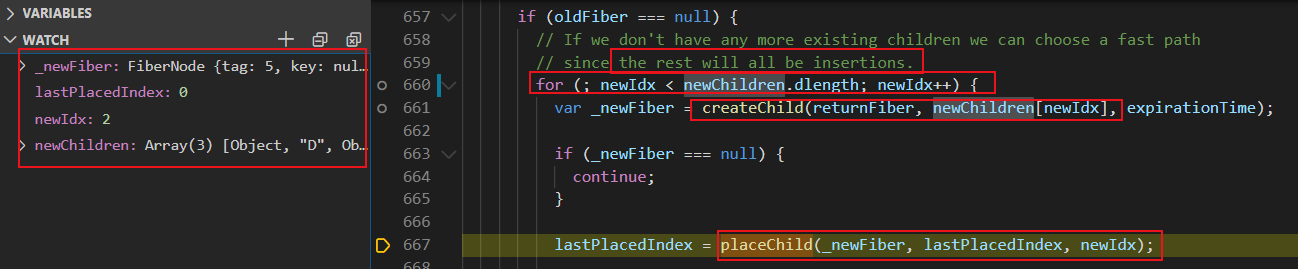 VARIABLES
WATCH
_newFiber: FiberNode {tag: 5, key: nul…
lastPlacedIndex: 0
newIdx: 2
newChildren: Array(3) [Object, "D", Ob…
657 if (oldFiber === null) {
658 // If we don't have any more existing children we can choose a fast path
659 // since the rest will all be insertions.
660 for (; newIdx < newChildren.dlength; newIdx++) {
661 var _newFiber = createChild(returnFiber, newChildren[newIdx], expirationTime);
662
663 if (_newFiber === null) {
664 continue;
665 }
666
667 lastPlacedIndex = placeChild(_newFiber, lastPlacedIndex, newIdx);
668